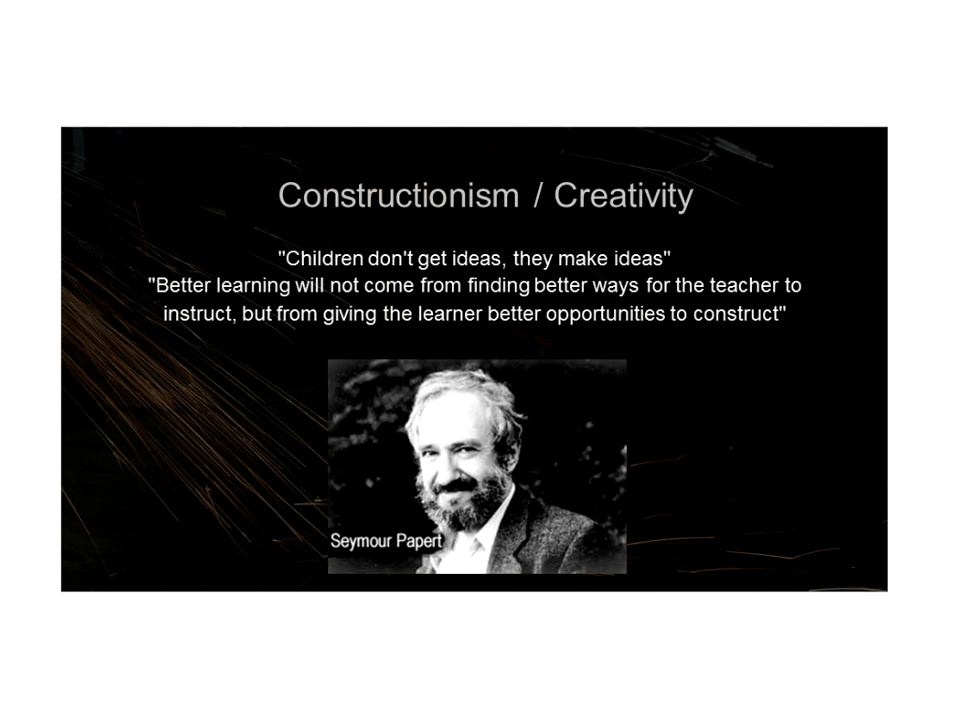 Constructionism / Creativity
"Children don't get ideas, they make ideas"
"Better learning will not come from finding better ways for the teacher to
instruct, but from giving the learner better opportunities to construct"
Seymour Papert